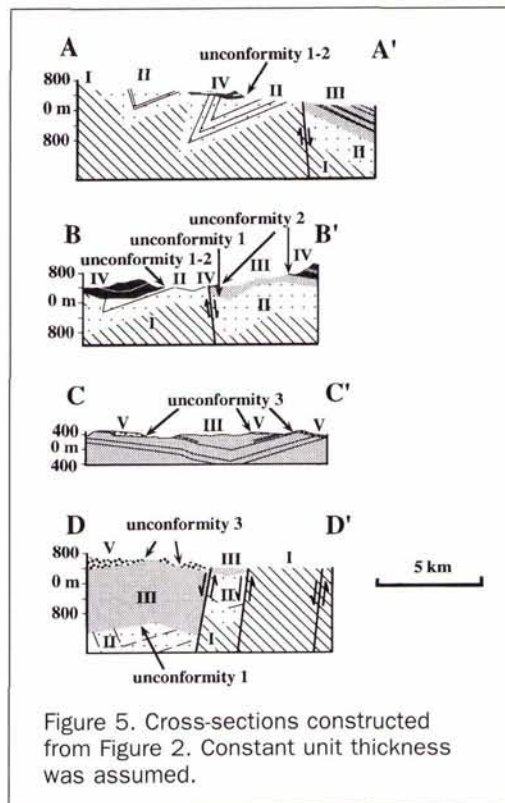 A A'
unconformity 1-2
I II IV II III
800
0 m
800
I II
B B'
unconformity 2
unconformity 1
unconformity 1-2 III
800 IV II IV IV
0 m
800
I II
C C'
unconformity 3
V III V V
400
0 m
400
D D'
unconformity 3
V III I
800
0 m
800
III II
II I
unconformity 1
5 km
Figure 5. Cross-sections constructed
from Figure 2. Constant unit thickness
was assumed.